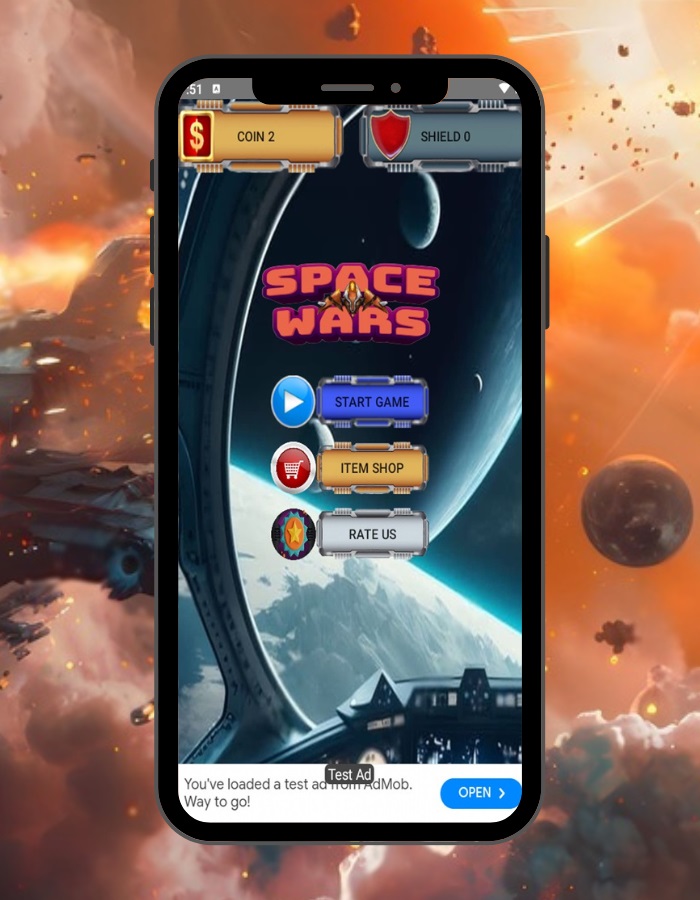 :51
COIN 2
SHIELD 0
SPACE
WARS
START GAME
ITEM SHOP
RATE US
Test Ad
You've loaded a test ad from AdMob.
Way to go!
OPEN